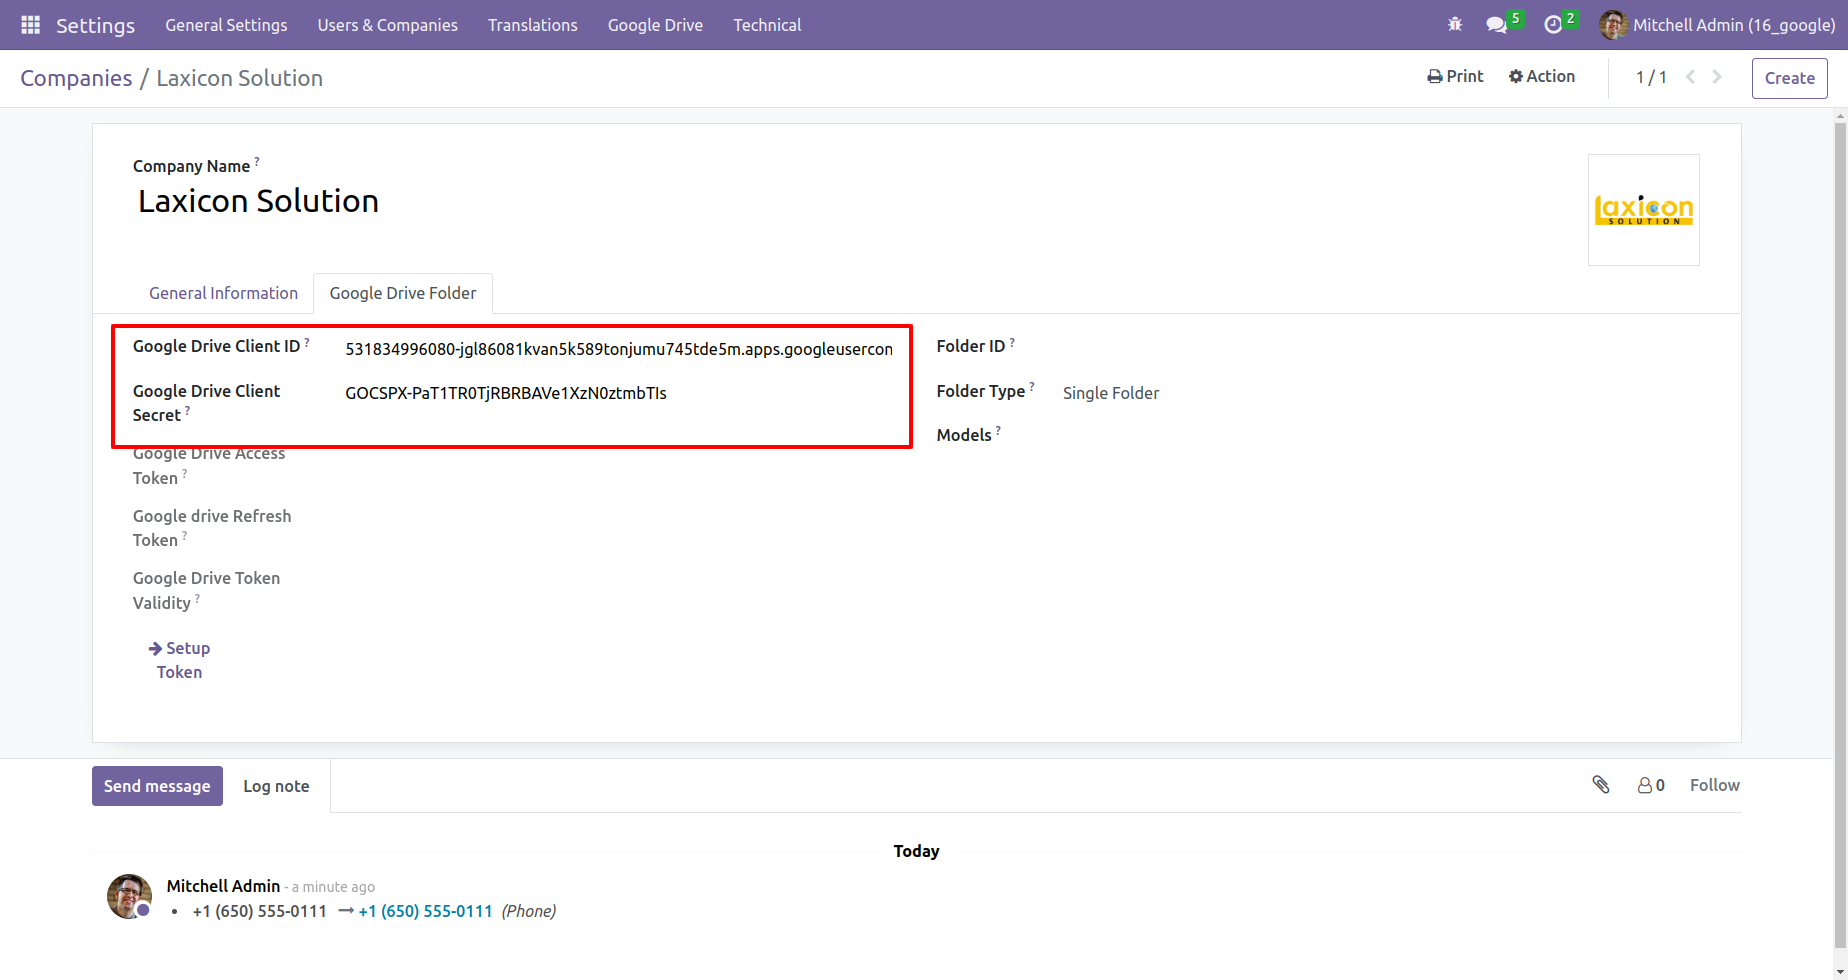 Settings General Settings Users & Companies Translations Google Drive Technical 5 2 Mitchell Admin (16_google)
Companies / Laxicon Solution Print Action 1 / 1 Create
Company Name ?
Laxicon Solution
laxicon
SOLUTION
General Information Google Drive Folder
Google Drive Client ID ? 531834996080-jgl86081kvan5k589tonjumu745tde5m.apps.googleusercon
Folder ID ?
Google Drive Client
Secret ? 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
Folder Type ? Single Folder
Models ?
Google Drive Access
Token ?
Google drive Refresh
Token ?
Google Drive Token
Validity ?
Setup
Token
Send message Log note 0 Follow
Today
Mitchell Admin - a minute ago
• +1 (650) 555-0111 → +1 (650) 555-0111 (Phone)